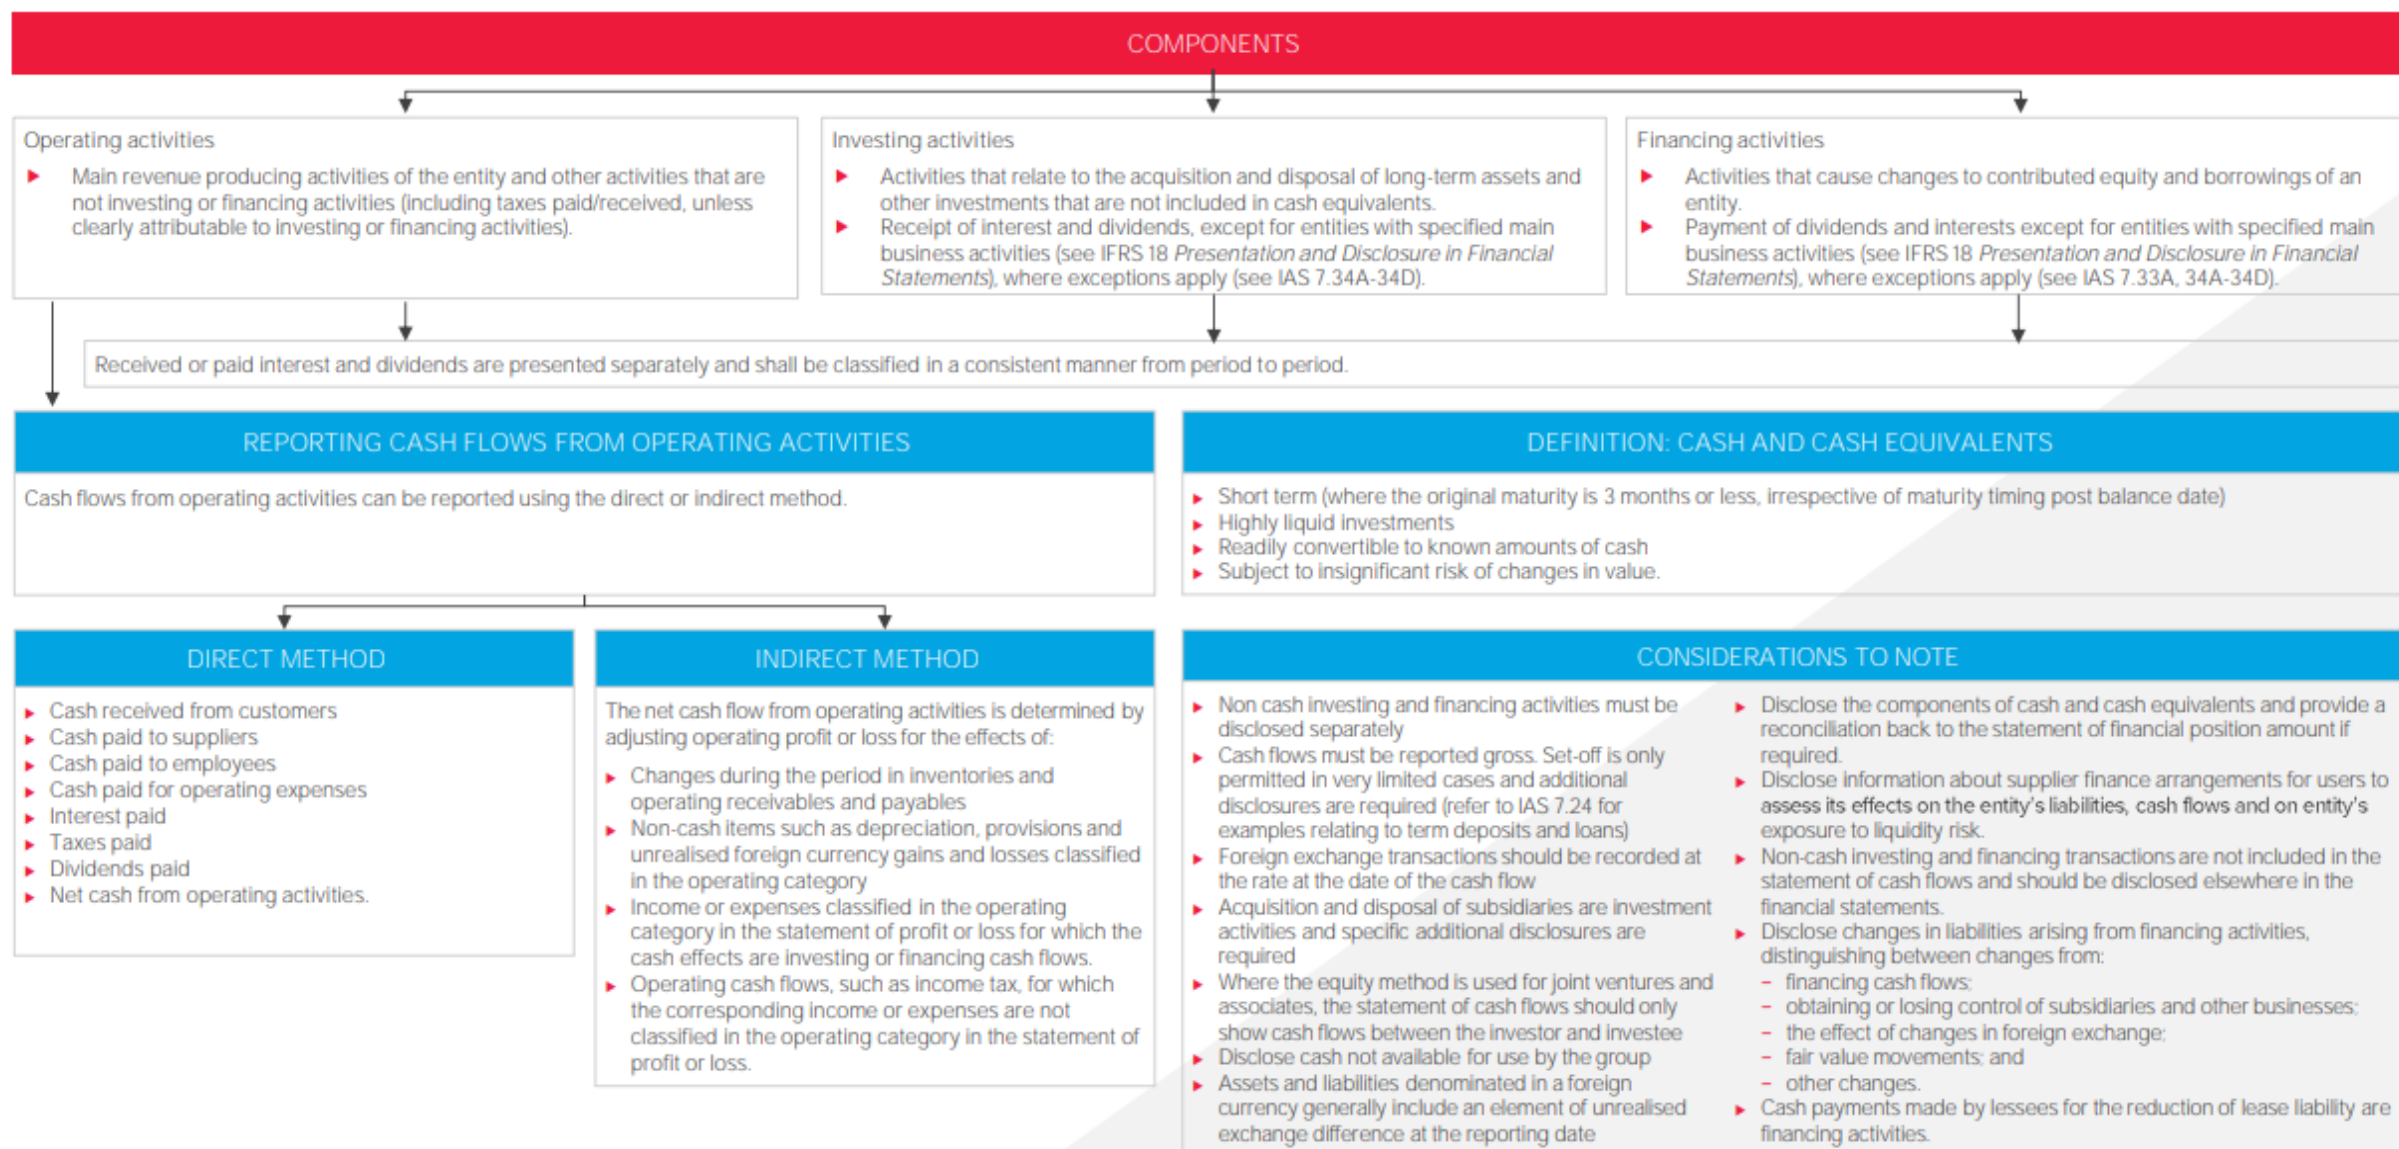 COMPONENTS
Operating activities
► Main revenue producing activities of the entity and other activities that are
not investing or financing activities (including taxes paid/received, unless
clearly attributable to investing or financing activities).
Investing activities
► Activities that relate to the acquisition and disposal of long-term assets and
other investments that are not included in cash equivalents.
► Receipt of interest and dividends, except for entities with specified main
business activities (see IFRS 18 Presentation and Disclosure in Financial
Statements), where exceptions apply (see IAS 7.34A-34D).
Financing activities
► Activities that cause changes to contributed equity and borrowings of an
entity.
► Payment of dividends and interests except for entities with specified main
business activities (see IFRS 18 Presentation and Disclosure in Financial
Statements), where exceptions apply (see IAS 7.33A, 34A-34D).
Received or paid interest and dividends are presented separately and shall be classified in a consistent manner from period to period.
REPORTING CASH FLOWS FROM OPERATING ACTIVITIES
Cash flows from operating activities can be reported using the direct or indirect method.
DEFINITION: CASH AND CASH EQUIVALENTS
► Short term (where the original maturity is 3 months or less, irrespective of maturity timing post balance date)
► Highly liquid investments
► Readily convertible to known amounts of cash
► Subject to insignificant risk of changes in value.
DIRECT METHOD
► Cash received from customers
► Cash paid to suppliers
► Cash paid to employees
► Cash paid for operating expenses
► Interest paid
► Taxes paid
► Dividends paid
► Net cash from operating activities.
INDIRECT METHOD
The net cash flow from operating activities is determined by
adjusting operating profit or loss for the effects of:
► Changes during the period in inventories and
operating receivables and payables
► Non-cash items such as depreciation, provisions and
unrealised foreign currency gains and losses classified
in the operating category
► Income or expenses classified in the operating
category in the statement of profit or loss for which the
cash effects are investing or financing cash flows.
► Operating cash flows, such as income tax, for which
the corresponding income or expenses are not
classified in the operating category in the statement of
profit or loss.
CONSIDERATIONS TO NOTE
► Non cash investing and financing activities must be
disclosed separately
► Cash flows must be reported gross. Set-off is only
permitted in very limited cases and additional
disclosures are required (refer to IAS 7.24 for
examples relating to term deposits and loans)
► Foreign exchange transactions should be recorded at
the rate at the date of the cash flow
► Acquisition and disposal of subsidiaries are investment
activities and specific additional disclosures are
required
► Where the equity method is used for joint ventures and
associates, the statement of cash flows should only
show cash flows between the investor and investee
► Disclose cash not available for use by the group
► Assets and liabilities denominated in a foreign
currency generally include an element of unrealised
exchange difference at the reporting date
► Disclose the components of cash and cash equivalents and provide a
reconciliation back to the statement of financial position amount if
required.
► Disclose information about supplier finance arrangements for users to
assess its effects on the entity's liabilities, cash flows and on entity's
exposure to liquidity risk.
► Non-cash investing and financing transactions are not included in the
statement of cash flows and should be disclosed elsewhere in the
financial statements.
► Disclose changes in liabilities arising from financing activities,
distinguishing between changes from:
– financing cash flows;
– obtaining or losing control of subsidiaries and other businesses;
– the effect of changes in foreign exchange;
– fair value movements; and
– other changes.
► Cash payments made by lessees for the reduction of lease liability are
financing activities.